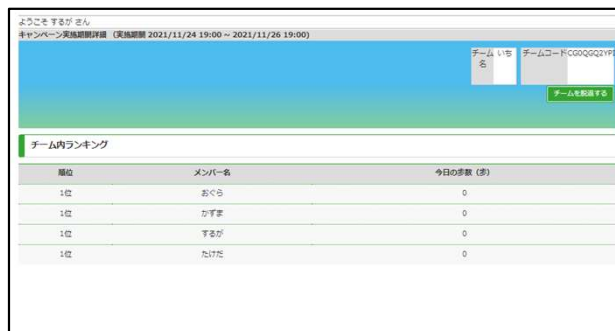 ようこそ するが さん
キャンペーン実施期間詳細 (実施期間 2021/11/24 19:00 ~ 2021/11/26 19:00)
チーム名 いち チームコード CG0QGQ2YPI
チームを脱退する
チーム内ランキング
順位 メンバー名 今日の歩数 (歩)
1位 おぐら 0
1位 かずま 0
1位 するが 0
1位 たけだ 0